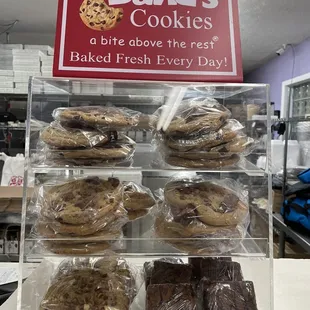 Cookies
a bite above the rest®
Baked Fresh Every Day!